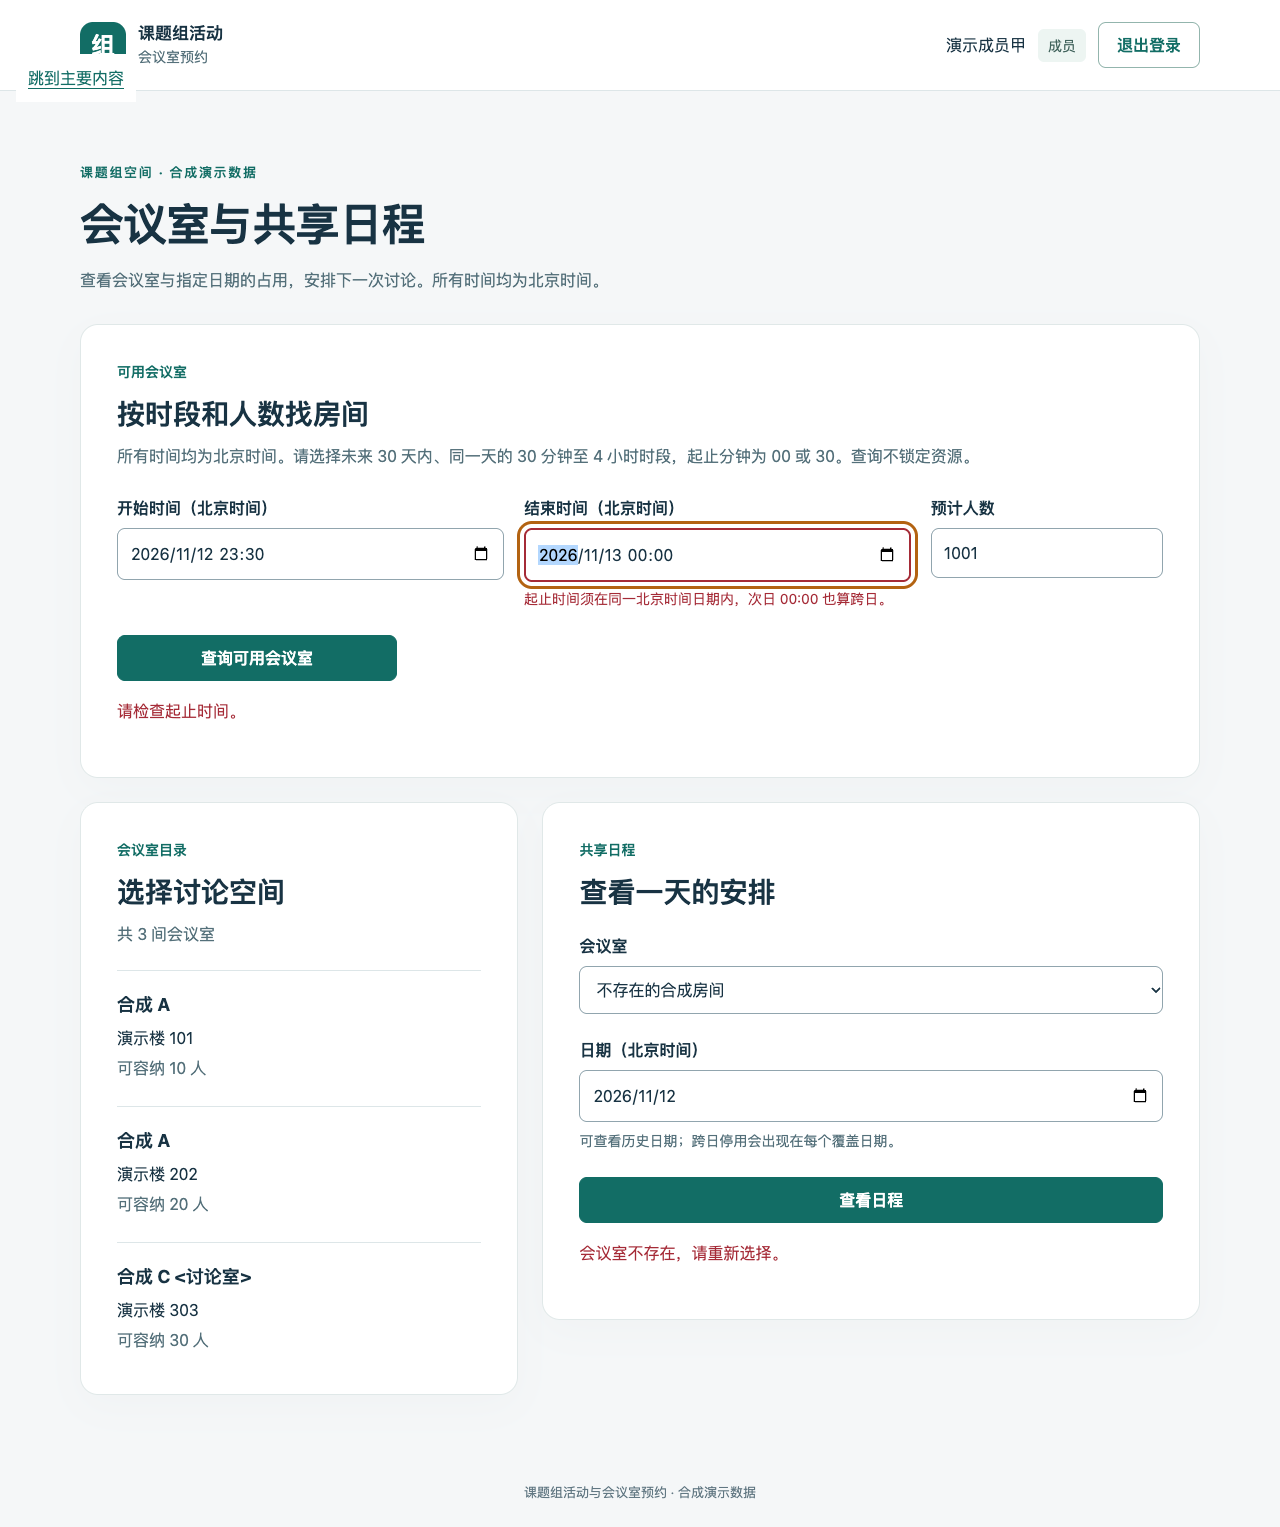 组
课题组活动
会议室预约
跳到主要内容
演示成员甲
成员
退出登录
课题组空间 · 合成演示数据
会议室与共享日程
查看会议室与指定日期的占用，安排下一次讨论。所有时间均为北京时间。
可用会议室
按时段和人数找房间
所有时间均为北京时间。请选择未来 30 天内、同一天的 30 分钟至 4 小时时段，起止分钟为 00 或 30。查询不锁定资源。
开始时间（北京时间）
2026/11/12 23:30
结束时间（北京时间）
2026/11/13 00:00
起止时间须在同一北京时间日期内，次日 00:00 也算跨日。
预计人数
1001
查询可用会议室
请检查起止时间。
会议室目录
选择讨论空间
共 3 间会议室
合成 A
演示楼 101
可容纳 10 人
合成 A
演示楼 202
可容纳 20 人
合成 C <讨论室>
演示楼 303
可容纳 30 人
共享日程
查看一天的安排
会议室
不存在的合成房间
日期（北京时间）
2026/11/12
可查看历史日期；跨日停用会出现在每个覆盖日期。
查看日程
会议室不存在，请重新选择。
课题组活动与会议室预约 · 合成演示数据